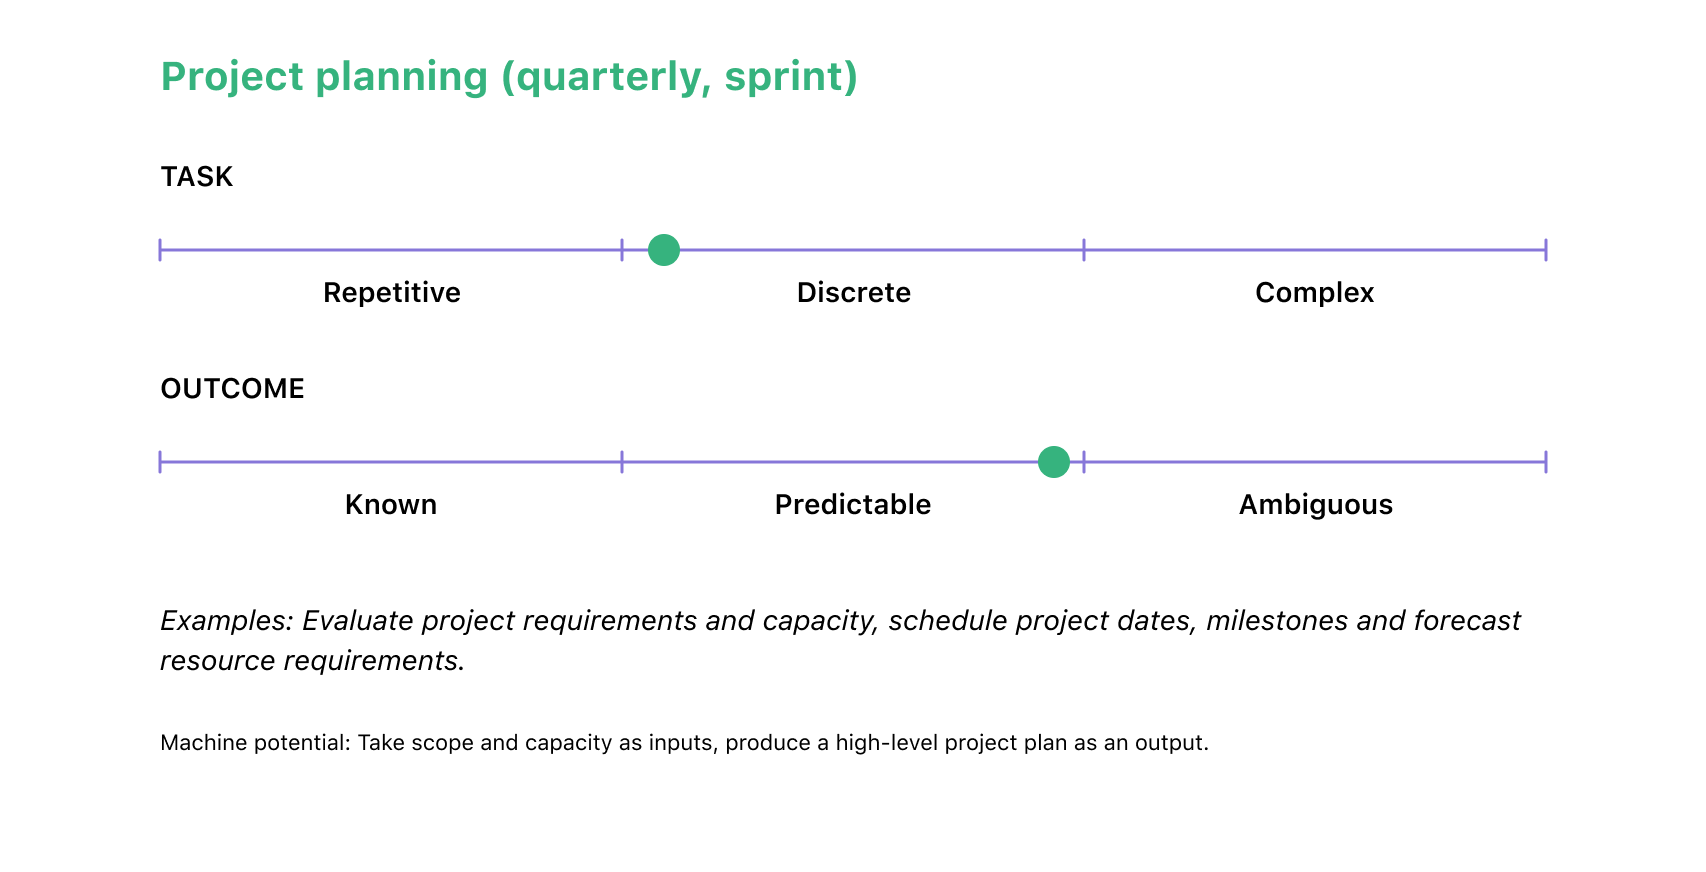 Project planning (quarterly, sprint)
TASK
Repetitive Discrete Complex
OUTCOME
Known Predictable Ambiguous
Examples: Evaluate project requirements and capacity, schedule project dates, milestones and forecast
resource requirements.
Machine potential: Take scope and capacity as inputs, produce a high-level project plan as an output.